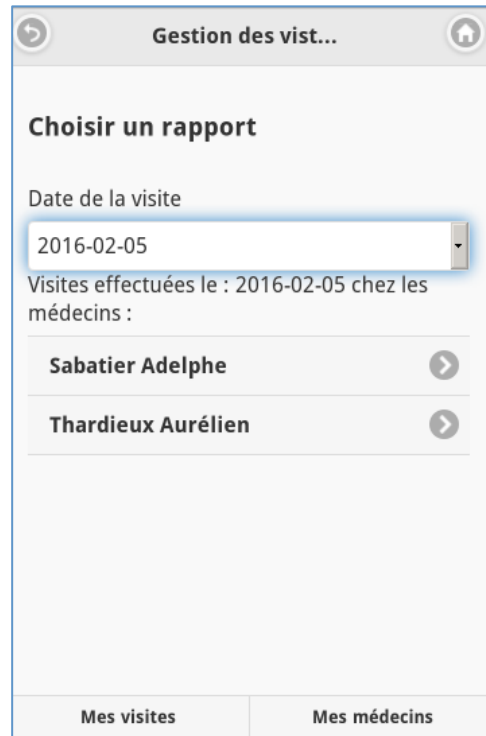 Gestion des vist...
Choisir un rapport
Date de la visite
2016-02-05
Visites effectuées le : 2016-02-05 chez les
médecins :
Sabatier Adelphe
Thardieux Aurélien
Mes visites
Mes médecins